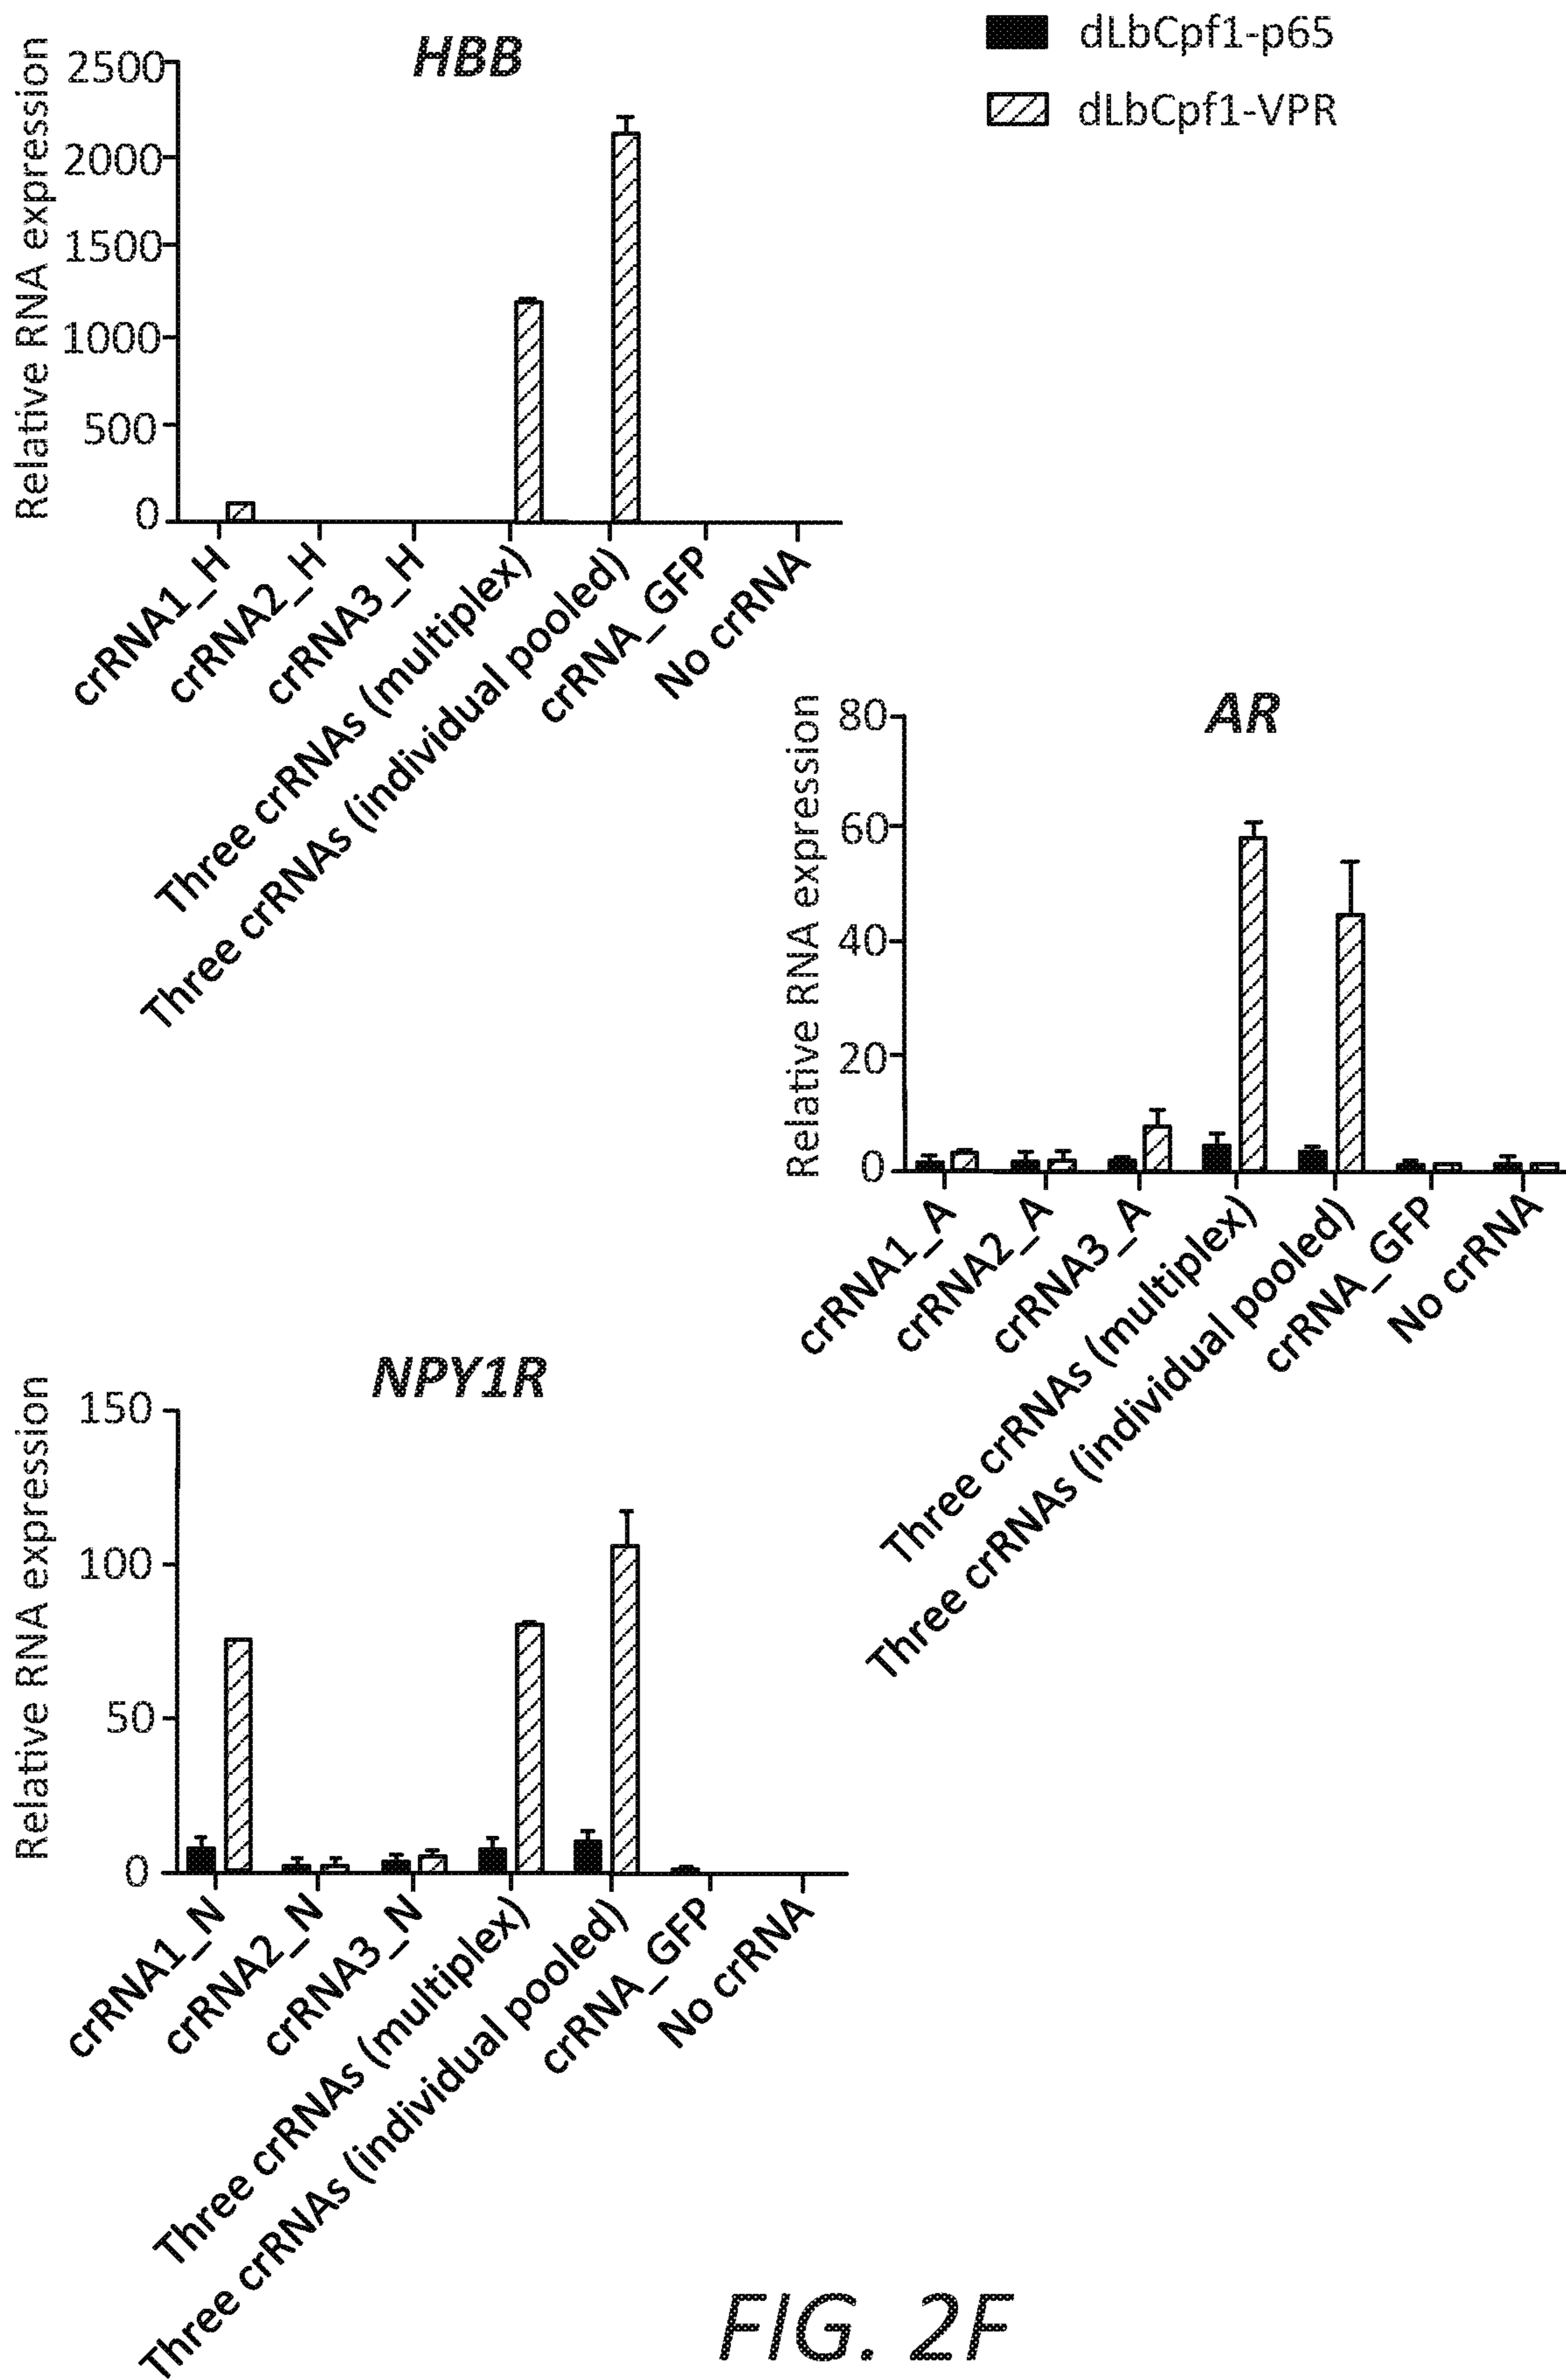 dLbCpf1-p65
dLbCpf1-VPR
HBB
Relative RNA expression
2500
2000
1500
1000
500
0
crRNA1_H
crRNA2_H
crRNA3_H
Three crRNAs (multiplex)
Three crRNAs (individual pooled)
crRNA_GFP
No crRNA
AR
Relative RNA expression
80
60
40
20
0
crRNA1_A
crRNA2_A
crRNA3_A
Three crRNAs (multiplex)
Three crRNAs (individual pooled)
crRNA_GFP
No crRNA
NPY1R
Relative RNA expression
150
100
50
0
crRNA1_N
crRNA2_N
crRNA3_N
Three crRNAs (multiplex)
Three crRNAs (individual pooled)
crRNA_GFP
No crRNA
FIG. 2F